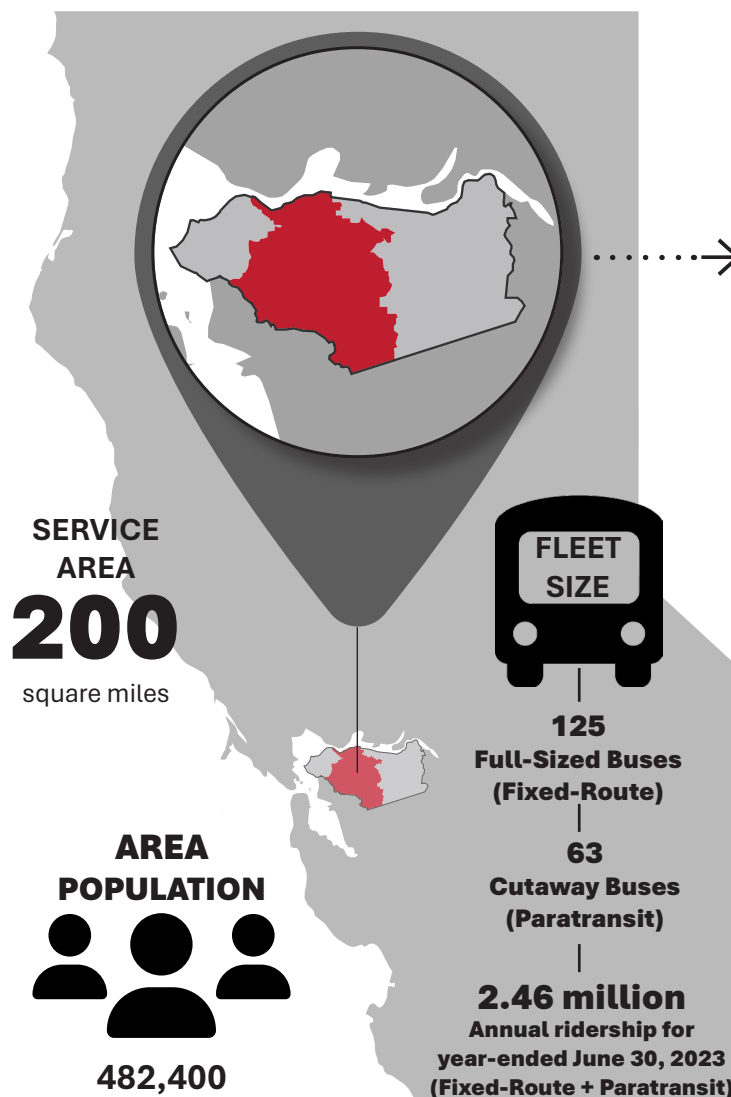 SERVICE
AREA
200
square miles
AREA
POPULATION
482,400
FLEET
SIZE
125
Full-Sized Buses
(Fixed-Route)
63
Cutaway Buses
(Paratransit)
2.46 million
Annual ridership for
year-ended June 30, 2023
(Fixed-Route + Paratransit)